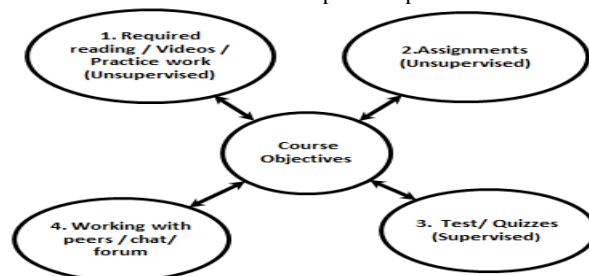 1. Required
reading / Videos /
Practice work
(Unsupervised)
2.Assignments
(Unsupervised)
Course
Objectives
4. Working with
peers / chat/
forum
3. Test/ Quizzes
(Supervised)